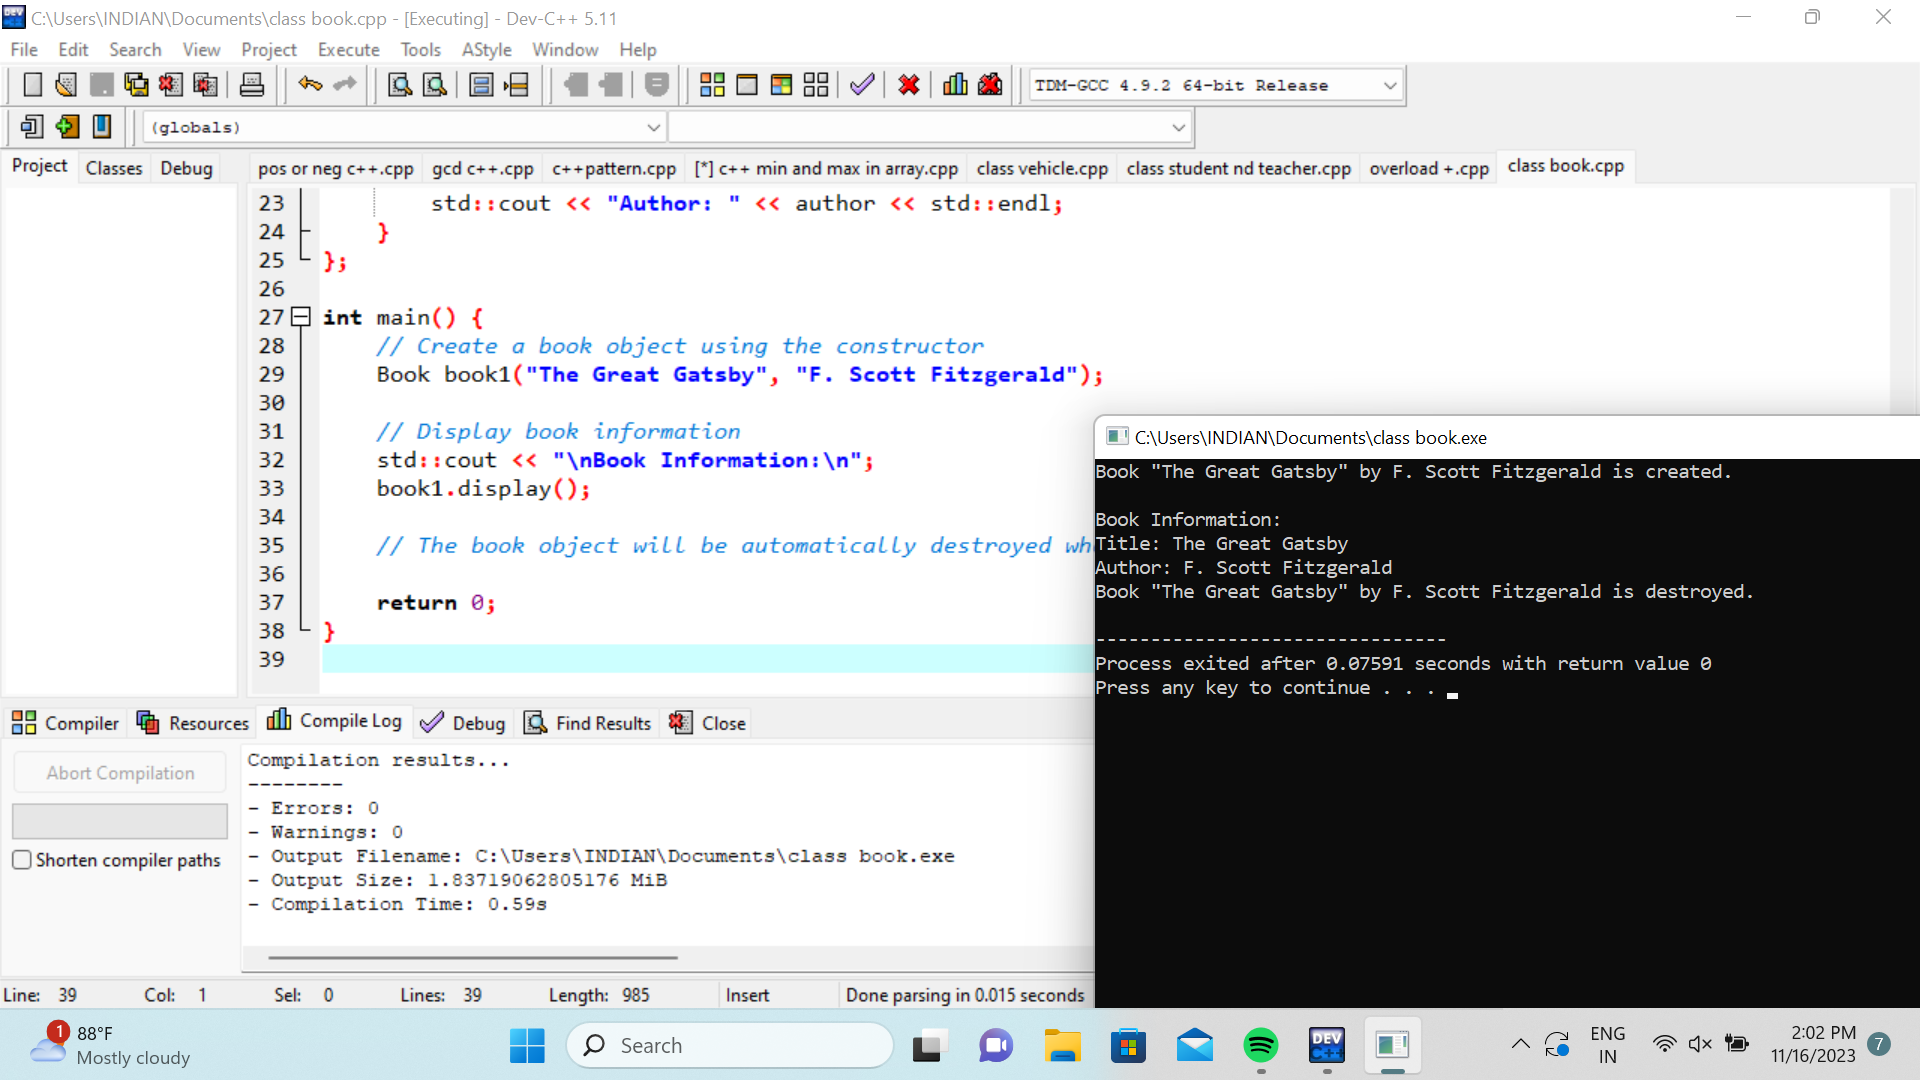 C:\Users\INDIAN\Documents\class book.cpp - [Executing] - Dev-C++ 5.11
File Edit Search View Project Execute Tools AStyle Window Help
TDM-GCC 4.9.2 64-bit Release
(globals)
Project Classes Debug
pos or neg c++.cpp gcd c++.cpp c++pattern.cpp [*] c++ min and max in array.cpp class vehicle.cpp class student nd teacher.cpp overload +.cpp class book.cpp
23 std::cout << "Author: " << author << std::endl;
24 }
25 };
26
27 int main() {
28 // Create a book object using the constructor
29 Book book1("The Great Gatsby", "F. Scott Fitzgerald");
30
31 // Display book information
32 std::cout << "\nBook Information:\n";
33 book1.display();
34
35 // The book object will be automatically destroyed wh
36
37 return 0;
38 }
39
C:\Users\INDIAN\Documents\class book.exe
Book "The Great Gatsby" by F. Scott Fitzgerald is created.
Book Information:
Title: The Great Gatsby
Author: F. Scott Fitzgerald
Book "The Great Gatsby" by F. Scott Fitzgerald is destroyed.
--------------------------------
Process exited after 0.07591 seconds with return value 0
Press any key to continue . . .
Compiler Resources Compile Log Debug Find Results Close
Abort Compilation
Shorten compiler paths
Compilation results...
--------
- Errors: 0
- Warnings: 0
- Output Filename: C:\Users\INDIAN\Documents\class book.exe
- Output Size: 1.83719062805176 MiB
- Compilation Time: 0.59s
Line: 39 Col: 1 Sel: 0 Lines: 39 Length: 985 Insert Done parsing in 0.015 seconds
1
88°F
Mostly cloudy
Search
DEV
C++
ENG
IN
2:02 PM
11/16/2023
7